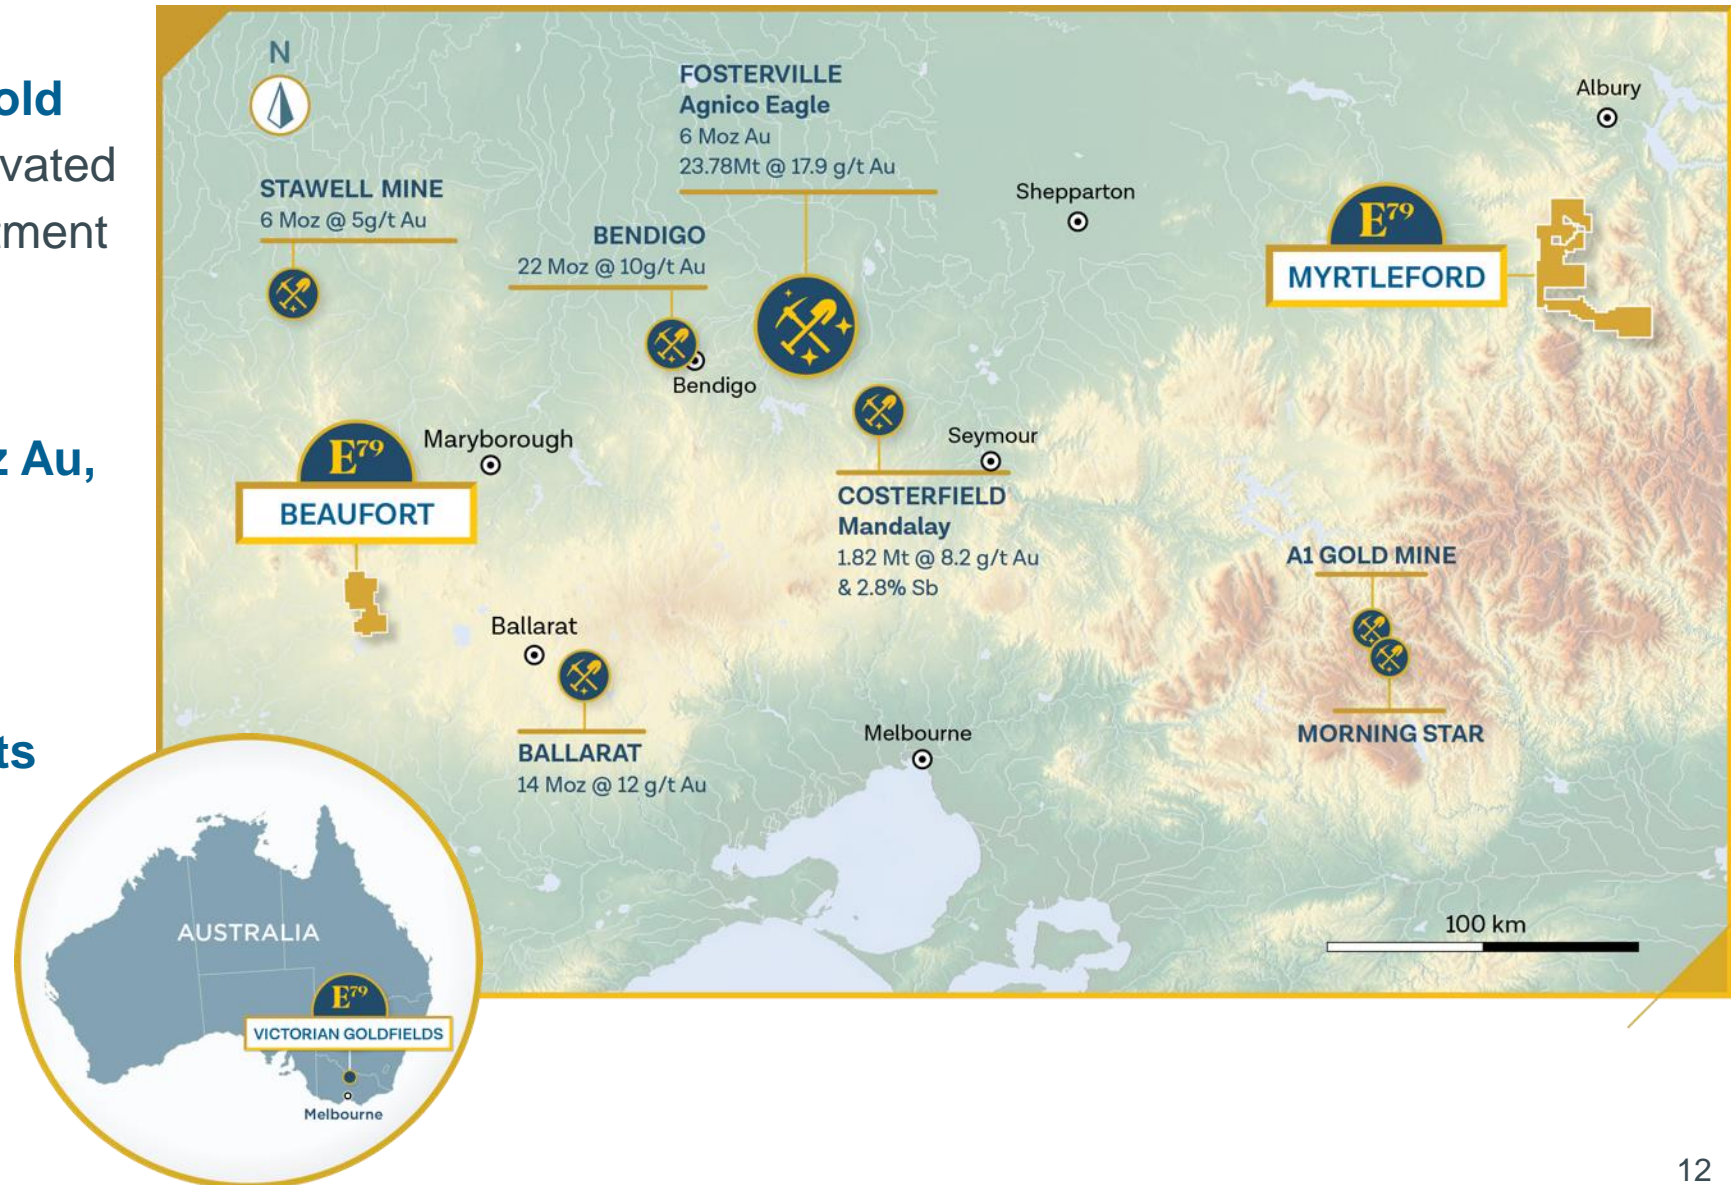 old
vated
tment
z Au,
ts
N
FOSTERVILLE
Agnico Eagle
6 Moz Au
23.78Mt @ 17.9 g/t Au
Albury
STAWELL MINE
6 Moz @ 5g/t Au
BENDIGO
22 Moz @ 10g/t Au
Shepparton
E79
MYRTLEFORD
Bendigo
E79
BEAUFORT
Maryborough
Seymour
COSTERFIELD
Mandalay
1.82 Mt @ 8.2 g/t Au
& 2.8% Sb
A1 GOLD MINE
Ballarat
BALLARAT
14 Moz @ 12 g/t Au
Melbourne
MORNING STAR
100 km
AUSTRALIA
E79
VICTORIAN GOLDFIELDS
Melbourne
12